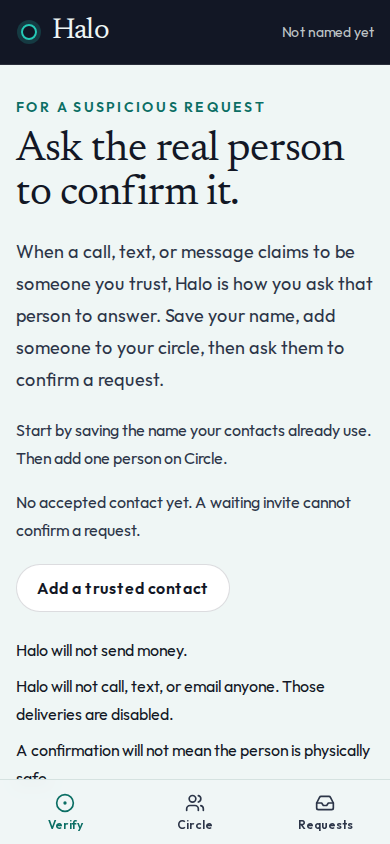 Halo
Not named yet
FOR A SUSPICIOUS REQUEST
Ask the real person
to confirm it.
When a call, text, or message claims to be
someone you trust, Halo is how you ask that
person to answer. Save your name, add
someone to your circle, then ask them to
confirm a request.
Start by saving the name your contacts already use.
Then add one person on Circle.
No accepted contact yet. A waiting invite cannot
confirm a request.
Add a trusted contact
Halo will not send money.
Halo will not call, text, or email anyone. Those
deliveries are disabled.
A confirmation will not mean the person is physically
safe.
Verify
Circle
Requests